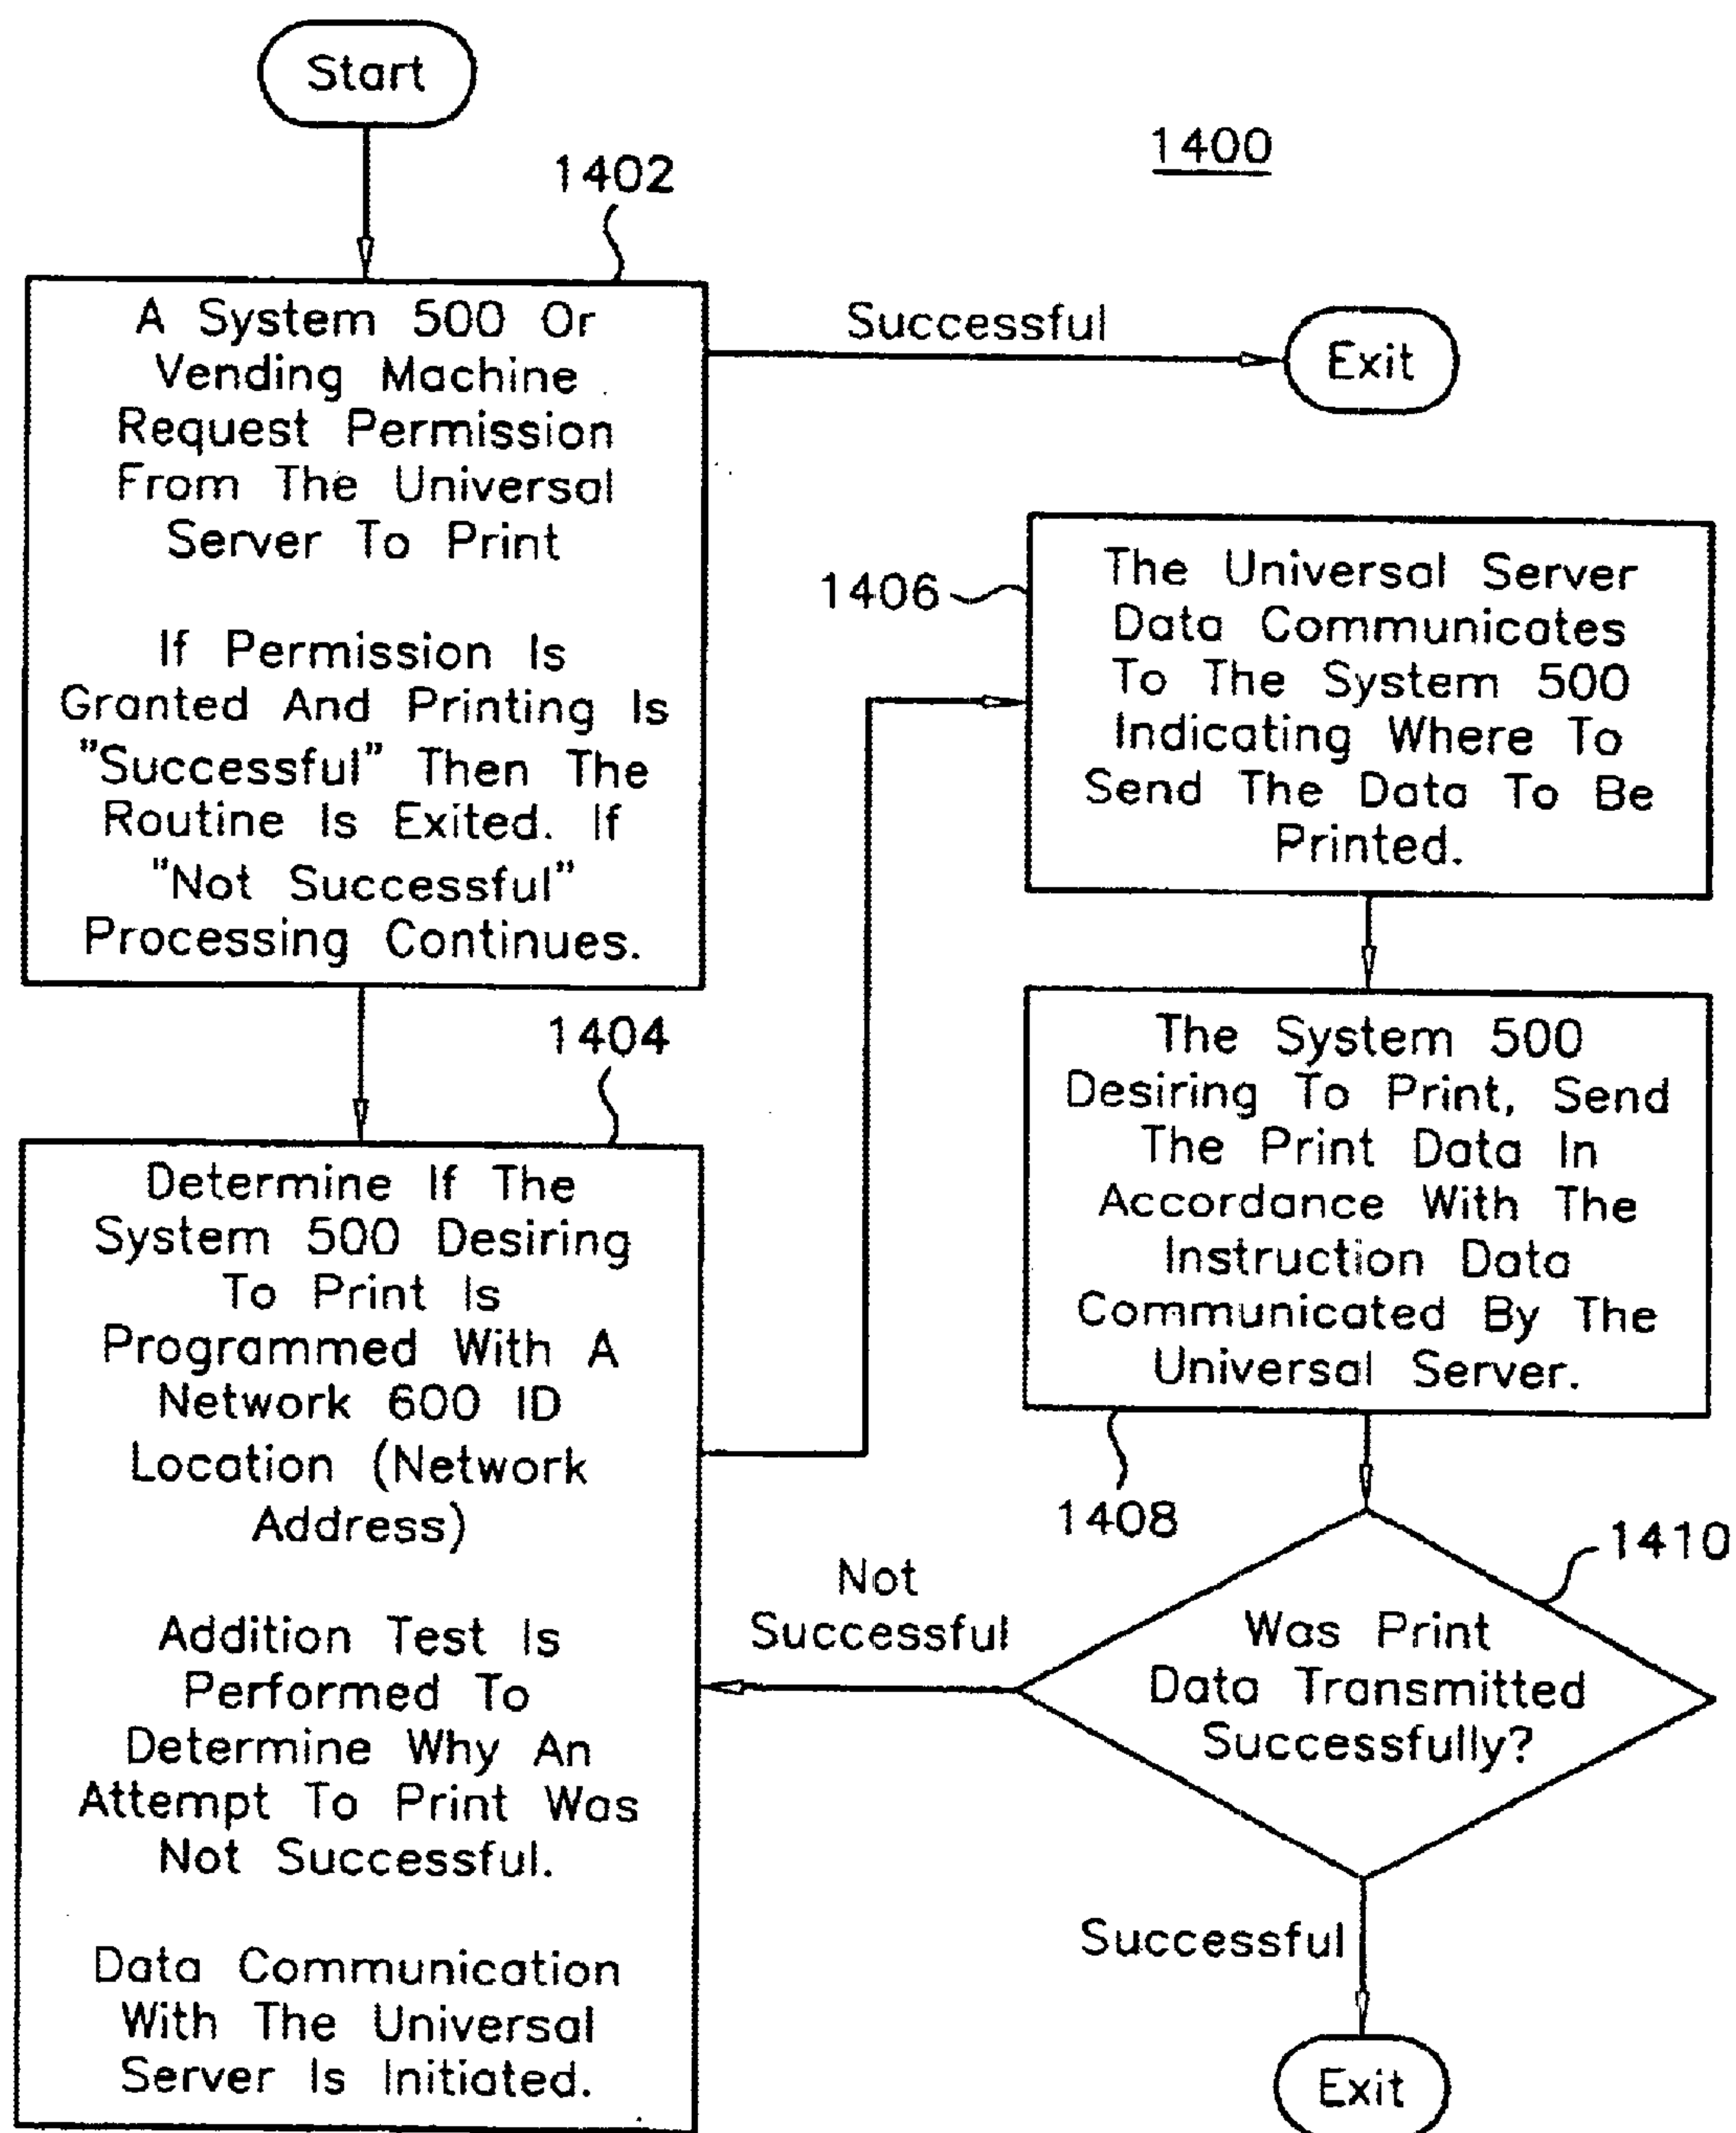 Start
1400
1402
A System 500 Or
Vending Machine
Request Permission
From The Universal
Server To Print
If Permission Is
Granted And Printing Is
"Successful" Then The
Routine Is Exited. If
"Not Successful"
Processing Continues.
Successful
Exit
1404
Determine If The
System 500 Desiring
To Print Is
Programmed With A
Network 600 ID
Location (Network
Address)
Addition Test Is
Performed To
Determine Why An
Attempt To Print Was
Not Successful.
Data Communication
With The Universal
Server Is Initiated.
1406
The Universal Server
Data Communicates
To The System 500
Indicating Where To
Send The Data To Be
Printed.
The System 500
Desiring To Print, Send
The Print Data In
Accordance With The
Instruction Data
Communicated By The
Universal Server.
1408
1410
Was Print
Data Transmitted
Successfully?
Not
Successful
Successful
Exit